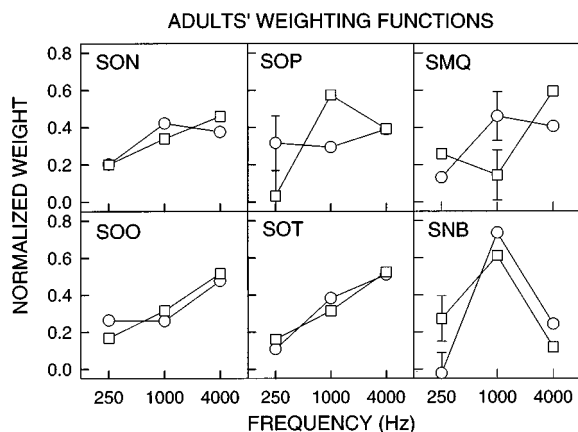 ADULTS' WEIGHTING FUNCTIONS
NORMALIZED WEIGHT
0.8
0.6
0.4
0.2
0.0
SON
SOP
SMQ
0.8
0.6
0.4
0.2
0.0
SOO
SOT
SNB
250 1000 4000 250 1000 4000 250 1000 4000
FREQUENCY (Hz)